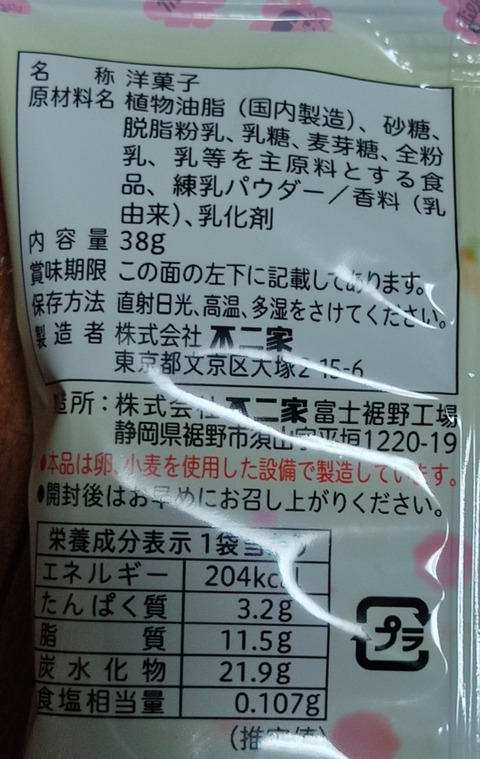 名称 洋菓子
原材料名 植物油脂（国内製造）、砂糖、
脱脂粉乳、乳糖、麦芽糖、全粉
乳、乳等を主原料とする食
品、練乳パウダー／香料（乳
由来）、乳化剤
内容量 38g
賞味期限 この面の左下に記載してあります。
保存方法 直射日光、高温、多湿をさけてください。
製造者 株式会社 不二家
東京都文京区大塚2-15-6
造所：株式会社 不二家 富士裾野工場
静岡県裾野市須山字平垣1220-19
●本品は卵、小麦を使用した設備で製造しています。
●開封後はお早めにお召し上がりください。
栄養成分表示 1袋当たり
エネルギー 204kcal
たんぱく質 3.2g
脂質 11.5g
炭水化物 21.9g
食塩相当量 0.107g
（推定値）
プラ